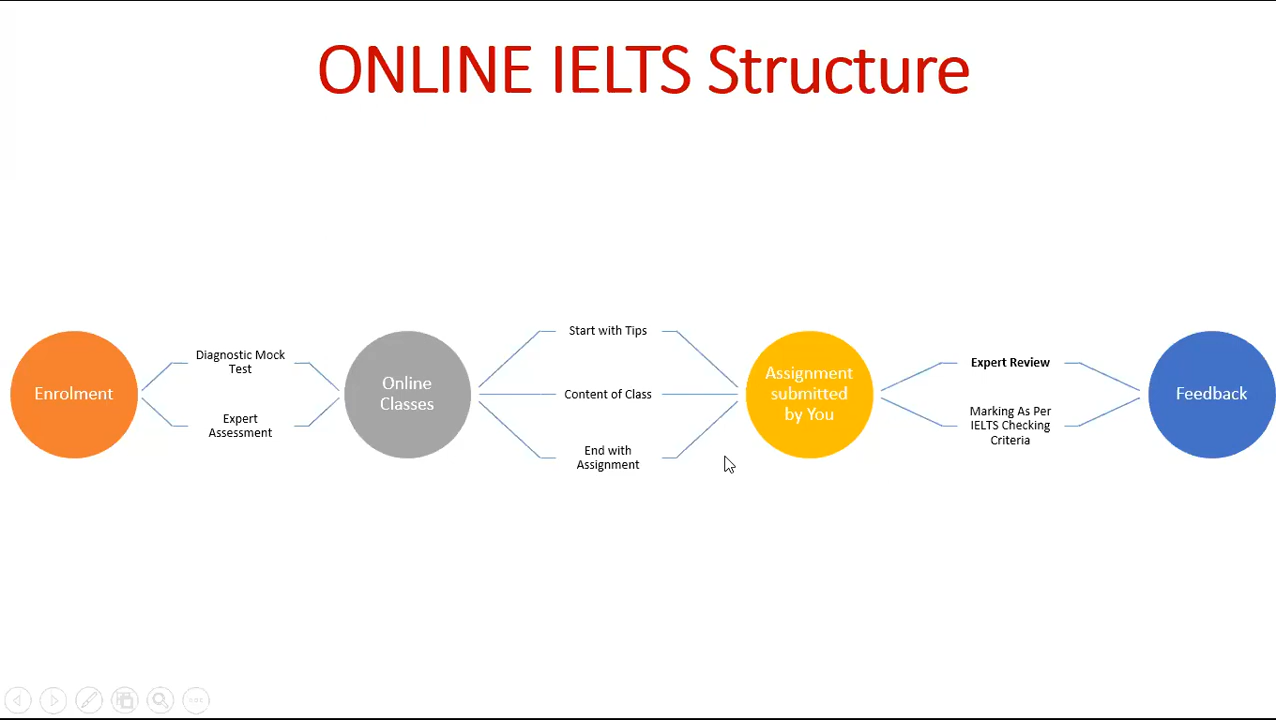 ONLINE IELTS Structure
Enrolment
Diagnostic Mock
Test
Expert
Assessment
Online
Classes
Start with Tips
Content of Class
End with
Assignment
Assignment
submitted
by You
Expert Review
Marking As Per
IELTS Checking
Criteria
Feedback